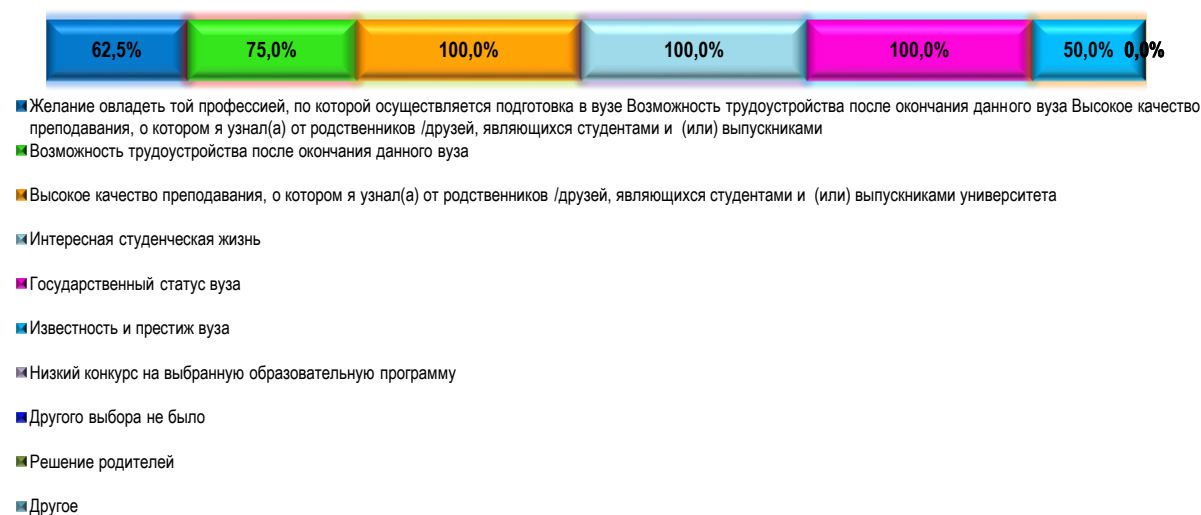 62,5% 75,0% 100,0% 100,0% 100,0% 50,0% 0,0%
Желание овладеть той профессией, по которой осуществляется подготовка в вузе Возможность трудоустройства после окончания данного вуза Высокое качество
преподавания, о котором я узнал(а) от родственников /друзей, являющихся студентами и (или) выпускниками
Возможность трудоустройства после окончания данного вуза
Высокое качество преподавания, о котором я узнал(а) от родственников /друзей, являющихся студентами и (или) выпускниками университета
Интересная студенческая жизнь
Государственный статус вуза
Известность и престиж вуза
Низкий конкурс на выбранную образовательную программу
Другого выбора не было
Решение родителей
Другое